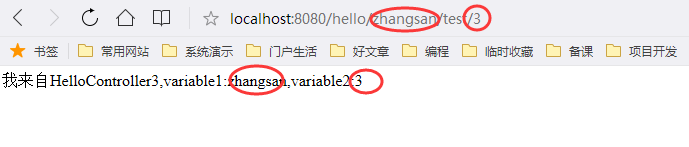 localhost:8080/hello/zhangsan/test/3
书签 常用网站 系统演示 门户生活 好文章 编程 临时收藏 备课 项目开发
我来自HelloController3,variable1:zhangsan,variable2:3